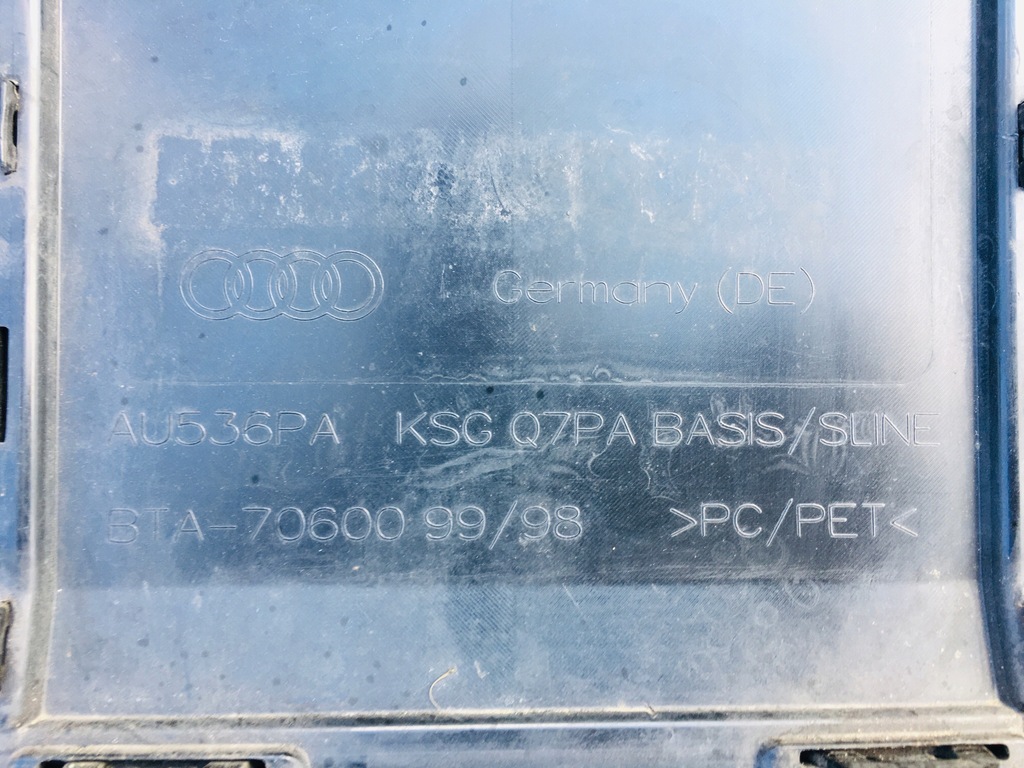 Germany (DE)
AU536PA KSG Q7PA BASIS/SLINE
BTA-70600 99/98 >PC/PET<